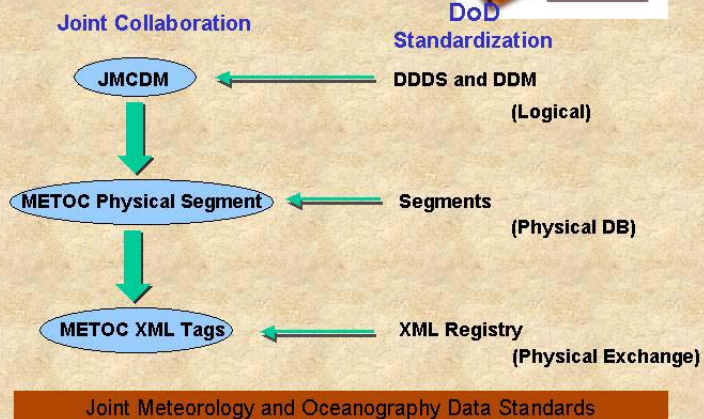 Joint Collaboration
DoD
Standardization
JMCDM
DDDS and DDM
(Logical)
METOC Physical Segment
Segments
(Physical DB)
METOC XML Tags
XML Registry
(Physical Exchange)
Joint Meteorology and Oceanography Data Standards